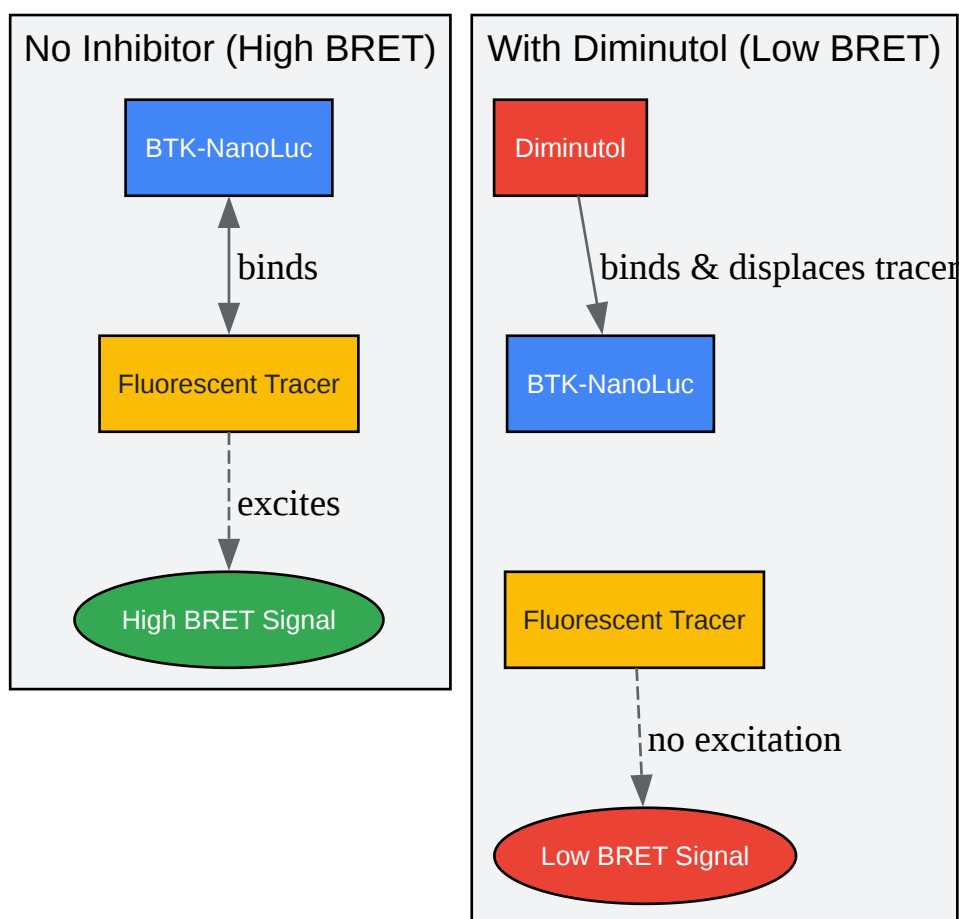 No Inhibitor (High BRET)
BTK-NanoLuc
binds
Fluorescent Tracer
excites
High BRET Signal
With Diminutol (Low BRET)
Diminutol
binds & displaces tracer
BTK-NanoLuc
Fluorescent Tracer
no excitation
Low BRET Signal